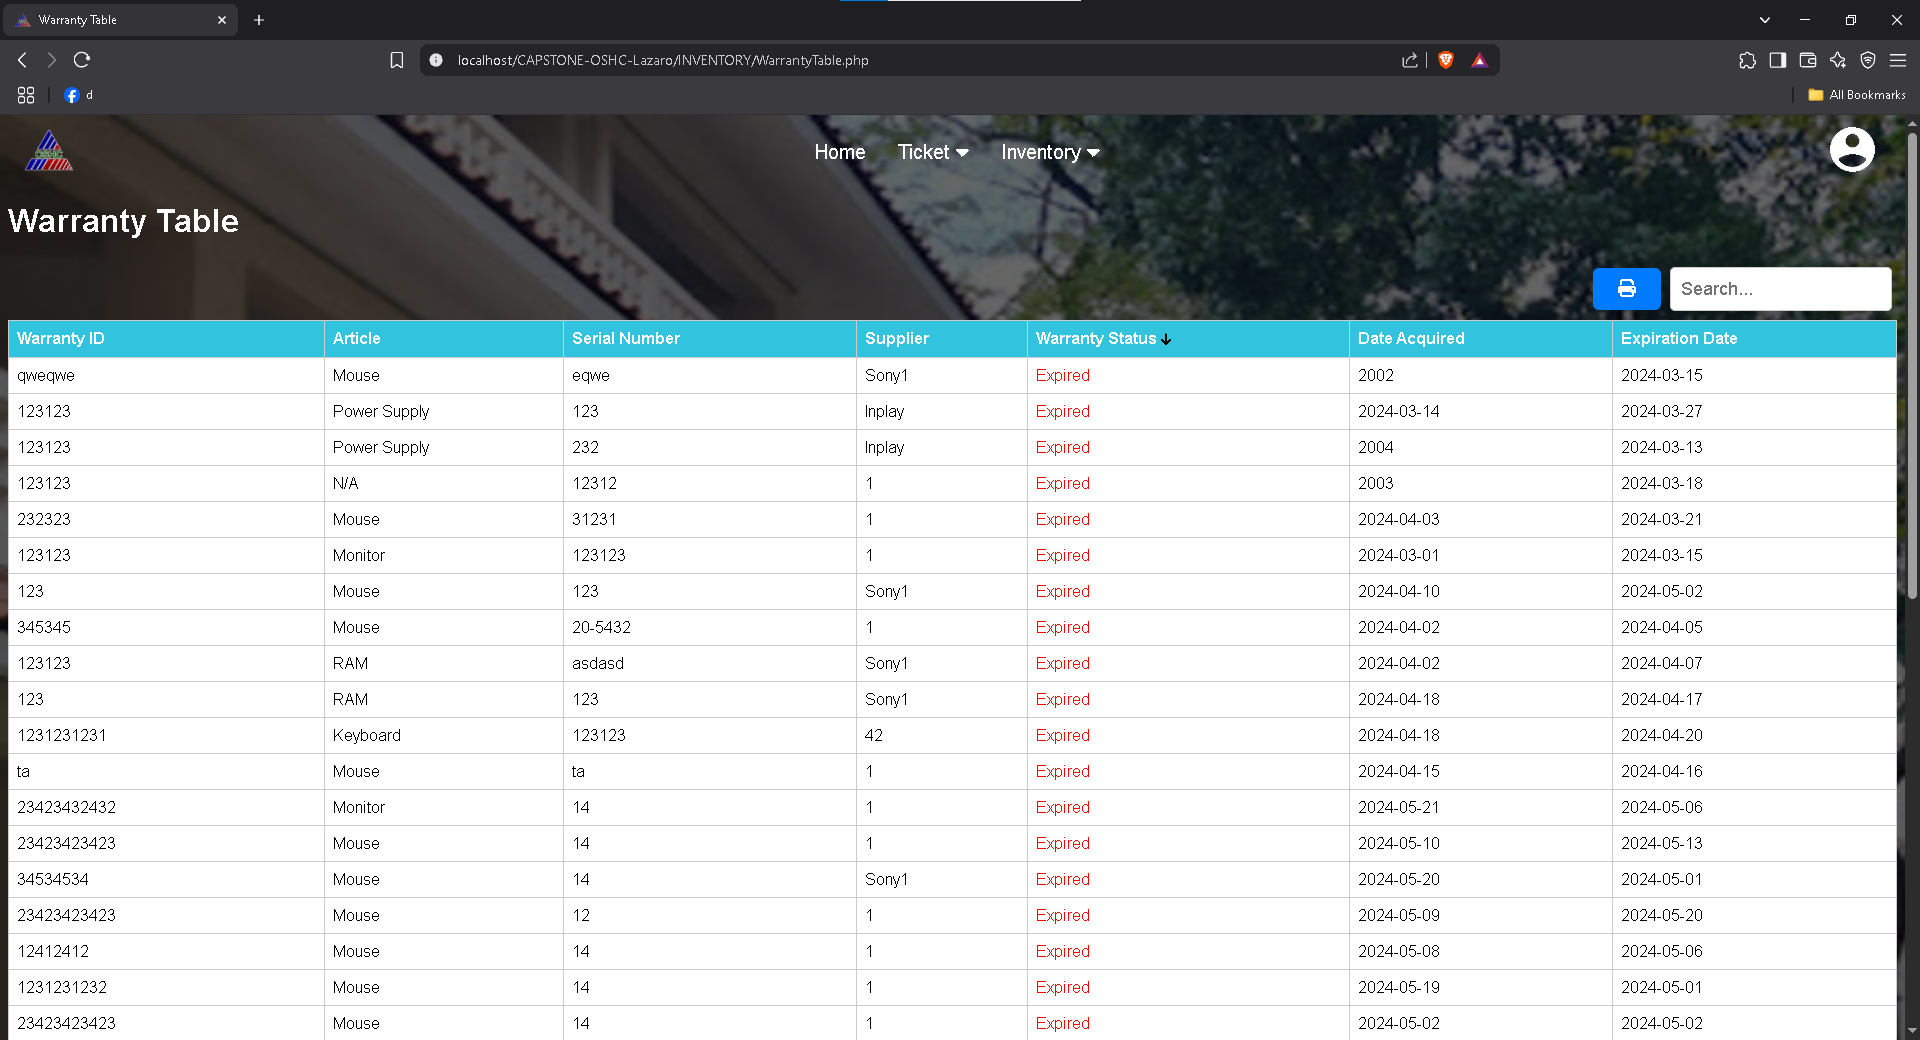 Warranty Table
localhost/CAPSTONE-OSHC-Lazaro/INVENTORY/WarrantyTable.php
d
All Bookmarks
OSHC
Home Ticket Inventory
Warranty Table
Search...
Warranty ID Article Serial Number Supplier Warranty Status Date Acquired Expiration Date
qweqwe Mouse eqwe Sony1 Expired 2002 2024-03-15
123123 Power Supply 123 Inplay Expired 2024-03-14 2024-03-27
123123 Power Supply 232 Inplay Expired 2004 2024-03-13
123123 N/A 12312 1 Expired 2003 2024-03-18
232323 Mouse 31231 1 Expired 2024-04-03 2024-03-21
123123 Monitor 123123 1 Expired 2024-03-01 2024-03-15
123 Mouse 123 Sony1 Expired 2024-04-10 2024-05-02
345345 Mouse 20-5432 1 Expired 2024-04-02 2024-04-05
123123 RAM asdasd Sony1 Expired 2024-04-02 2024-04-07
123 RAM 123 Sony1 Expired 2024-04-18 2024-04-17
1231231231 Keyboard 123123 42 Expired 2024-04-18 2024-04-20
ta Mouse ta 1 Expired 2024-04-15 2024-04-16
23423432432 Monitor 14 1 Expired 2024-05-21 2024-05-06
23423423423 Mouse 14 1 Expired 2024-05-10 2024-05-13
34534534 Mouse 14 Sony1 Expired 2024-05-20 2024-05-01
23423423423 Mouse 12 1 Expired 2024-05-09 2024-05-20
12412412 Mouse 14 1 Expired 2024-05-08 2024-05-06
1231231232 Mouse 14 1 Expired 2024-05-19 2024-05-01
23423423423 Mouse 14 1 Expired 2024-05-02 2024-05-02